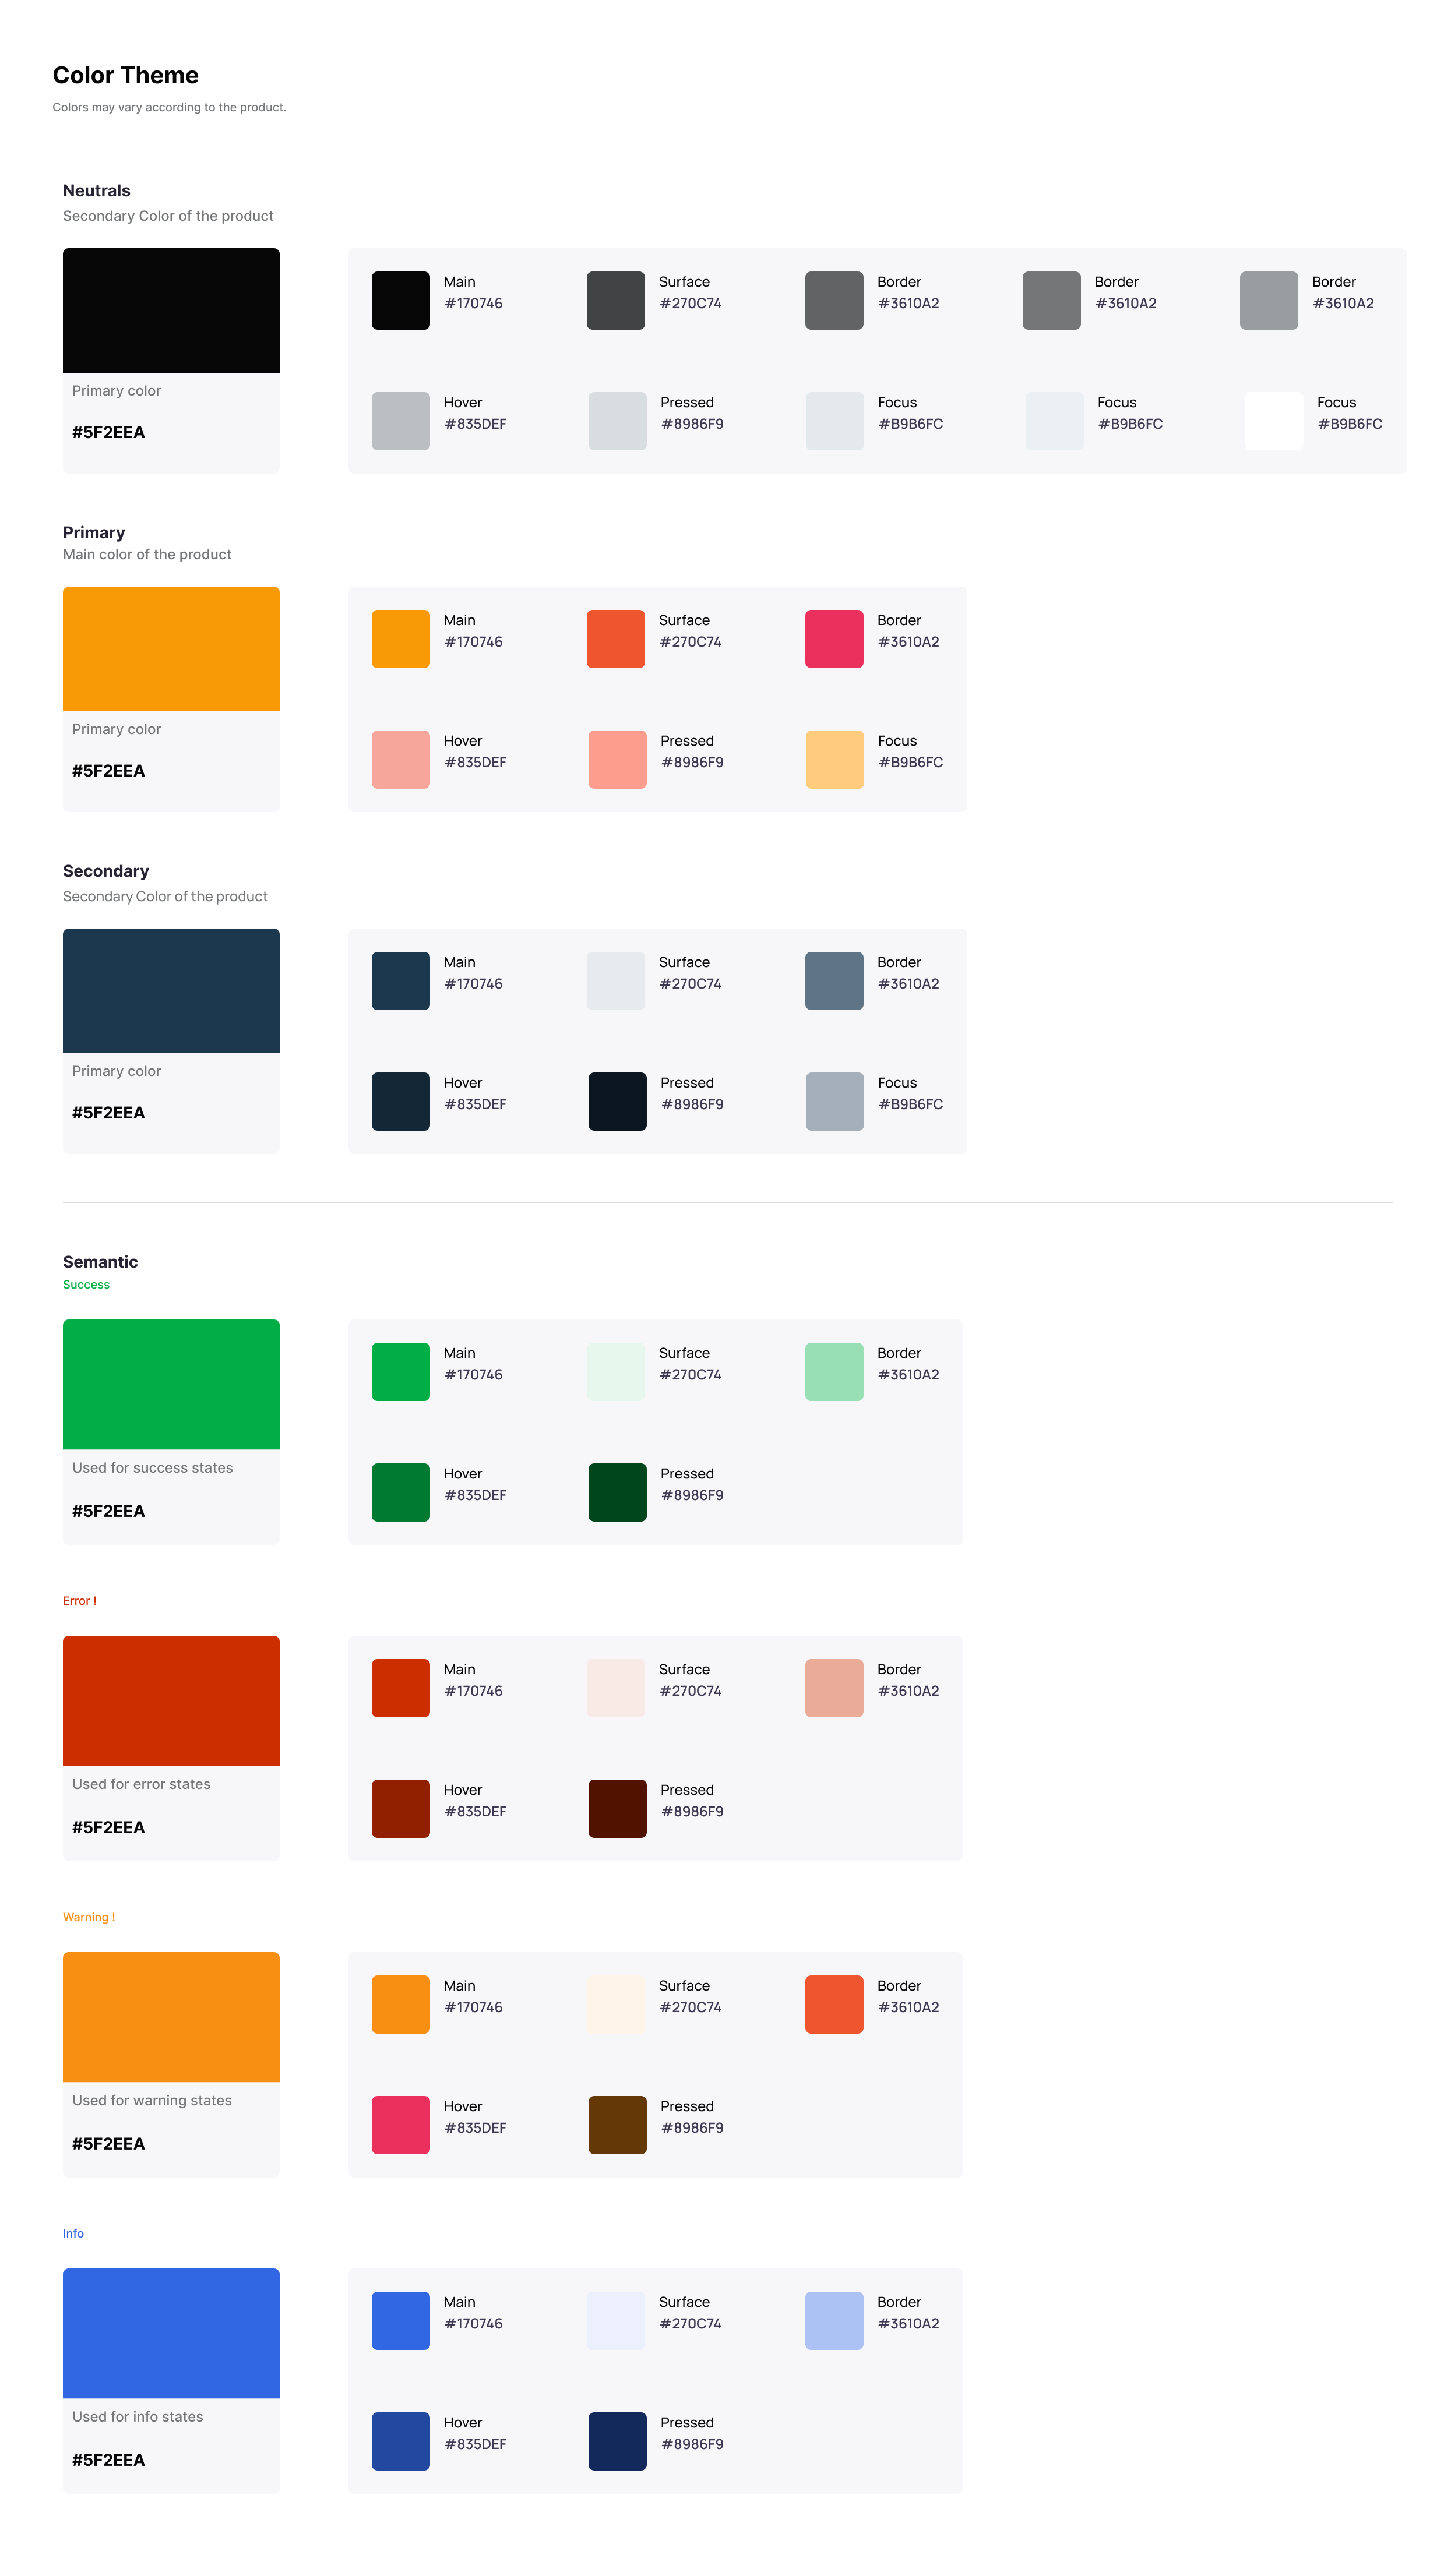 Color Theme
Colors may vary according to the product.
Neutrals
Secondary Color of the product
Primary color
#5F2EEA
Main
#170746
Surface
#270C74
Border
#3610A2
Border
#3610A2
Border
#3610A2
Hover
#835DEF
Pressed
#8986F9
Focus
#B9B6FC
Focus
#B9B6FC
Focus
#B9B6FC
Primary
Main color of the product
Primary color
#5F2EEA
Main
#170746
Surface
#270C74
Border
#3610A2
Hover
#835DEF
Pressed
#8986F9
Focus
#B9B6FC
Secondary
Secondary Color of the product
Primary color
#5F2EEA
Main
#170746
Surface
#270C74
Border
#3610A2
Hover
#835DEF
Pressed
#8986F9
Focus
#B9B6FC
Semantic
Success
Used for success states
#5F2EEA
Main
#170746
Surface
#270C74
Border
#3610A2
Hover
#835DEF
Pressed
#8986F9
Error !
Used for error states
#5F2EEA
Main
#170746
Surface
#270C74
Border
#3610A2
Hover
#835DEF
Pressed
#8986F9
Warning !
Used for warning states
#5F2EEA
Main
#170746
Surface
#270C74
Border
#3610A2
Hover
#835DEF
Pressed
#8986F9
Info
Used for info states
#5F2EEA
Main
#170746
Surface
#270C74
Border
#3610A2
Hover
#835DEF
Pressed
#8986F9